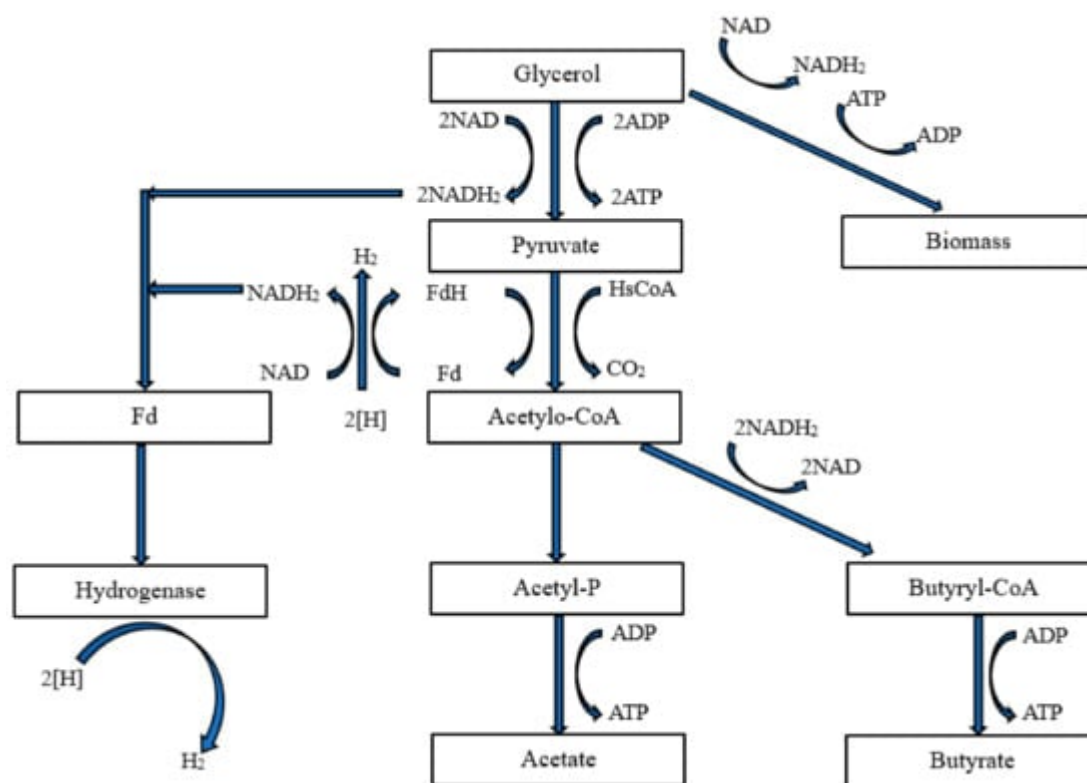 NAD
Glycerol
NADH₂
ATP
2NAD
2ADP
ADP
2NADH₂
2ATP
Pyruvate
Biomass
H₂
NADH₂
FdH
HsCoA
NAD
Fd
CO₂
Fd
2[H]
Acetylo-CoA
2NADH₂
2NAD
Hydrogenase
Acetyl-P
Butyryl-CoA
ADP
ADP
2[H]
ATP
ATP
H₂
Acetate
Butyrate